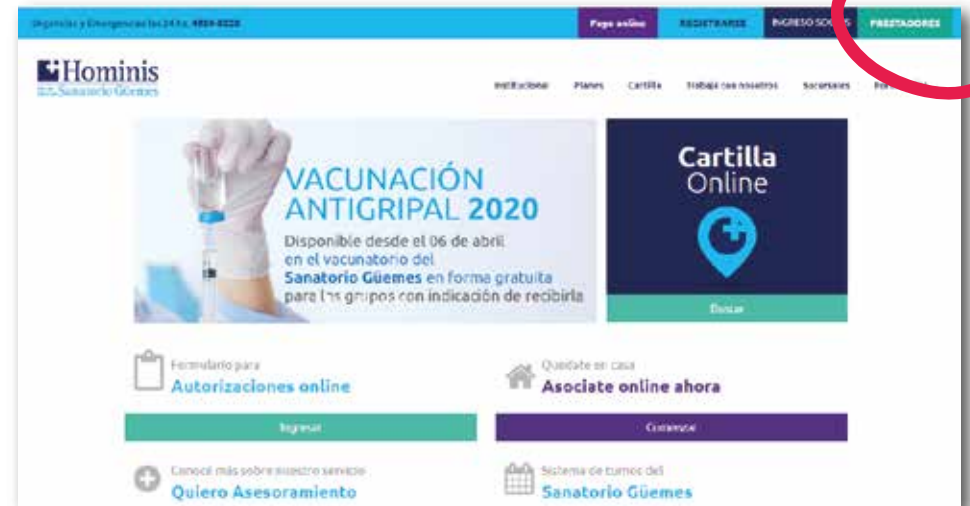 Urgencias y Emergencias las 24 hs.
Pago online
REGISTRARSE
INGRESO SOCIOS
PRESTADORES
Hominis
Sanatorio Güemes
Institucional
Planes
Cartilla
Trabajá con nosotros
Sucursales
VACUNACIÓN
ANTIGRIPAL 2020
Disponible desde el 06 de abril
en el vacunatorio del
Sanatorio Güemes en forma gratuita
para los grupos con indicación de recibirla
Cartilla
Online
Buscar
Formulario para
Autorizaciones online
Ingresar
Quedate en casa
Asociate online ahora
Comenzar
Conocé más sobre nuestro servicio
Quiero Asesoramiento
Sistema de turnos del
Sanatorio Güemes